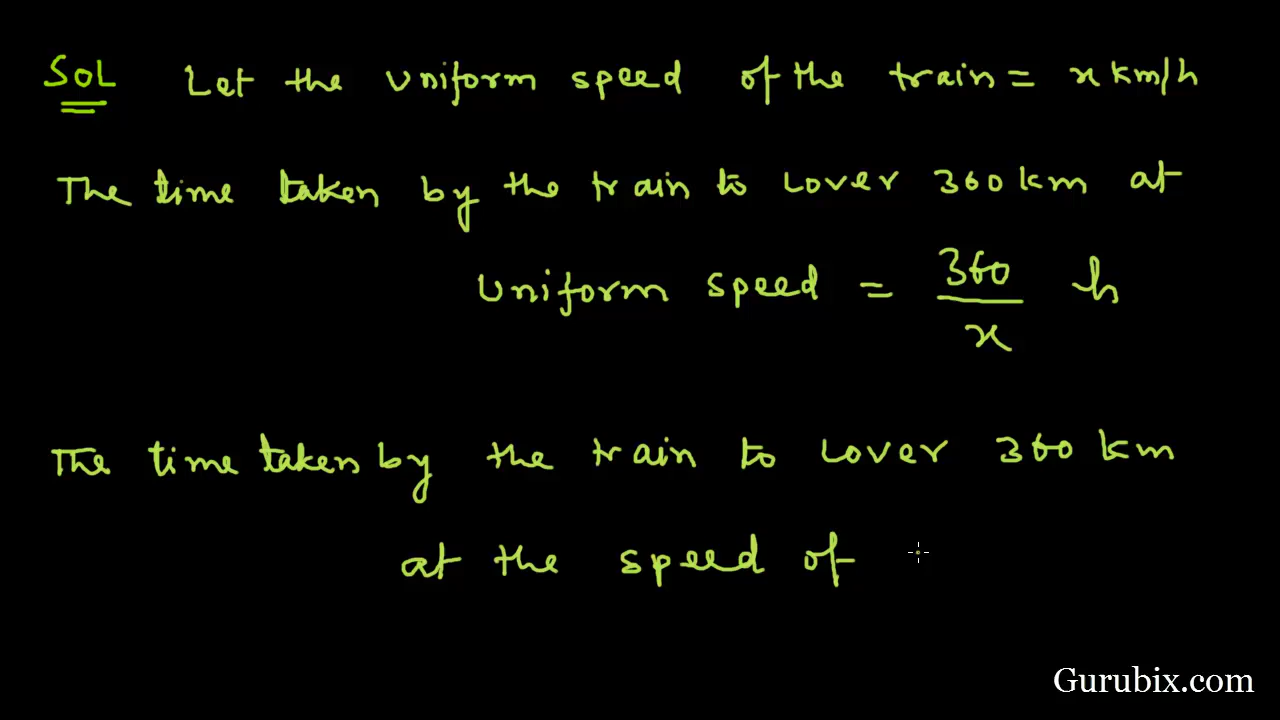 Sol Let the uniform speed of the train = x km/h
The time taken by the train to cover 360 km at
uniform speed = 360/x h
The time taken by the train to cover 360 km
at the speed of
Gurubix.com